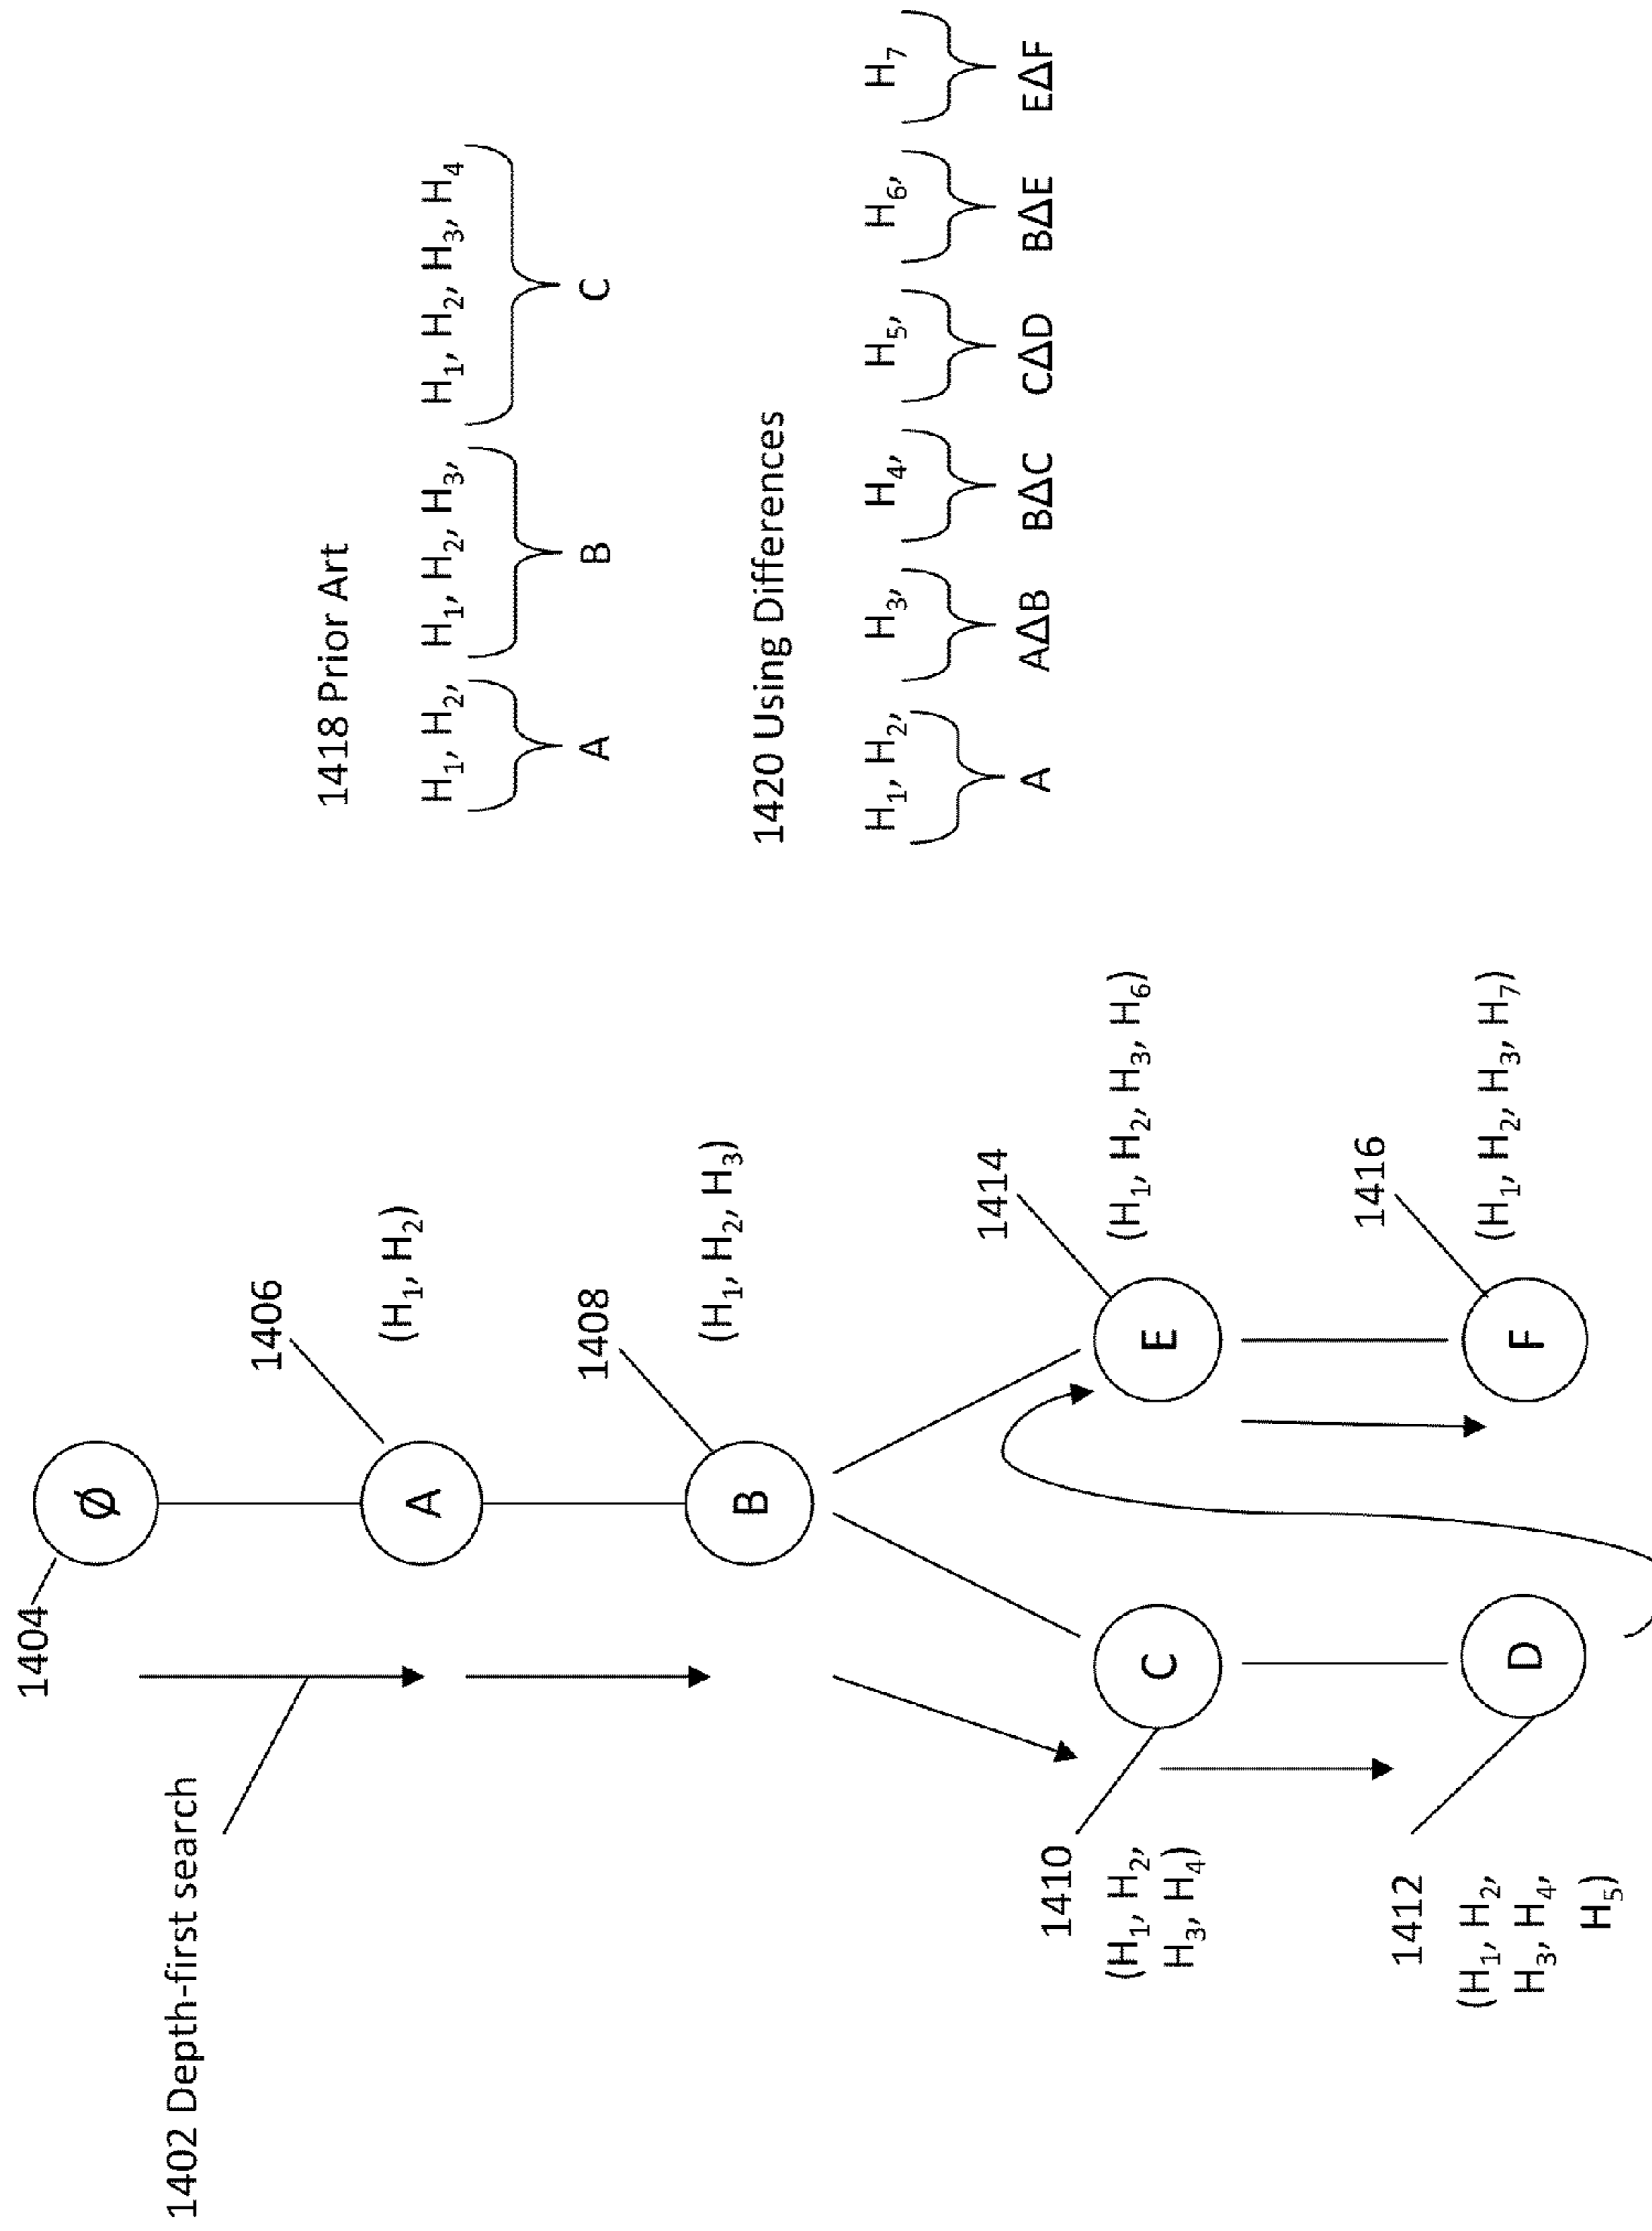 1402 Depth-first search
1404
Ø
1406
A
(H₁, H₂)
1408
B
(H₁, H₂, H₃)
1410
(H₁, H₂,
H₃, H₄)
C
1414
E
(H₁, H₂, H₃, H₆)
1412
(H₁, H₂,
H₃, H₄,
H₅)
D
1416
F
(H₁, H₂, H₃, H₇)
1418 Prior Art
H₁, H₂, H₁, H₂, H₃, H₁, H₂, H₃, H₄
A B C
1420 Using Differences
H₁, H₂, H₃, H₄, H₅, H₆, H₇
A AΔB BΔC CΔD BΔE EΔF